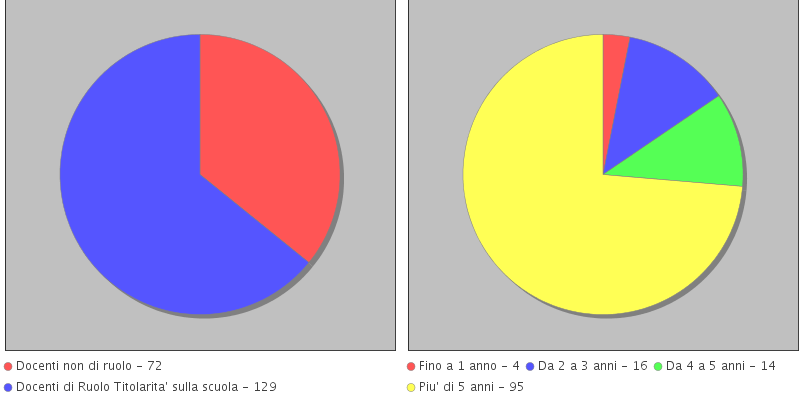 Docenti non di ruolo – 72
Docenti di Ruolo Titolarita' sulla scuola – 129
Fino a 1 anno – 4 Da 2 a 3 anni – 16 Da 4 a 5 anni – 14
Piu' di 5 anni – 95